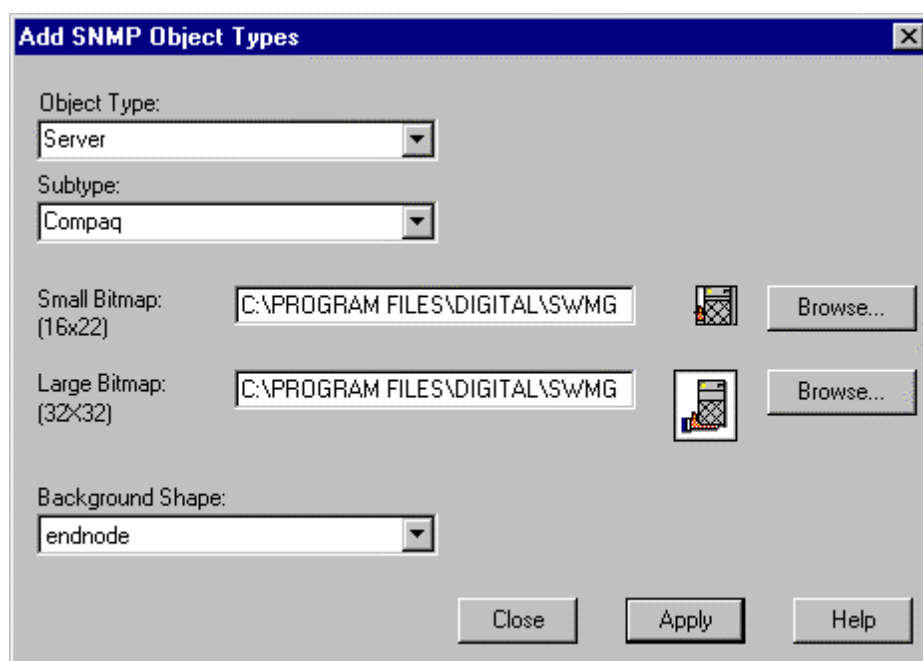 Add SNMP Object Types
Object Type:
Server
Subtype:
Compaq
Small Bitmap:
(16x22)
C:\PROGRAM FILES\DIGITAL\SWMG
Browse...
Large Bitmap:
(32X32)
C:\PROGRAM FILES\DIGITAL\SWMG
Browse...
Background Shape:
endnode
Close
Apply
Help